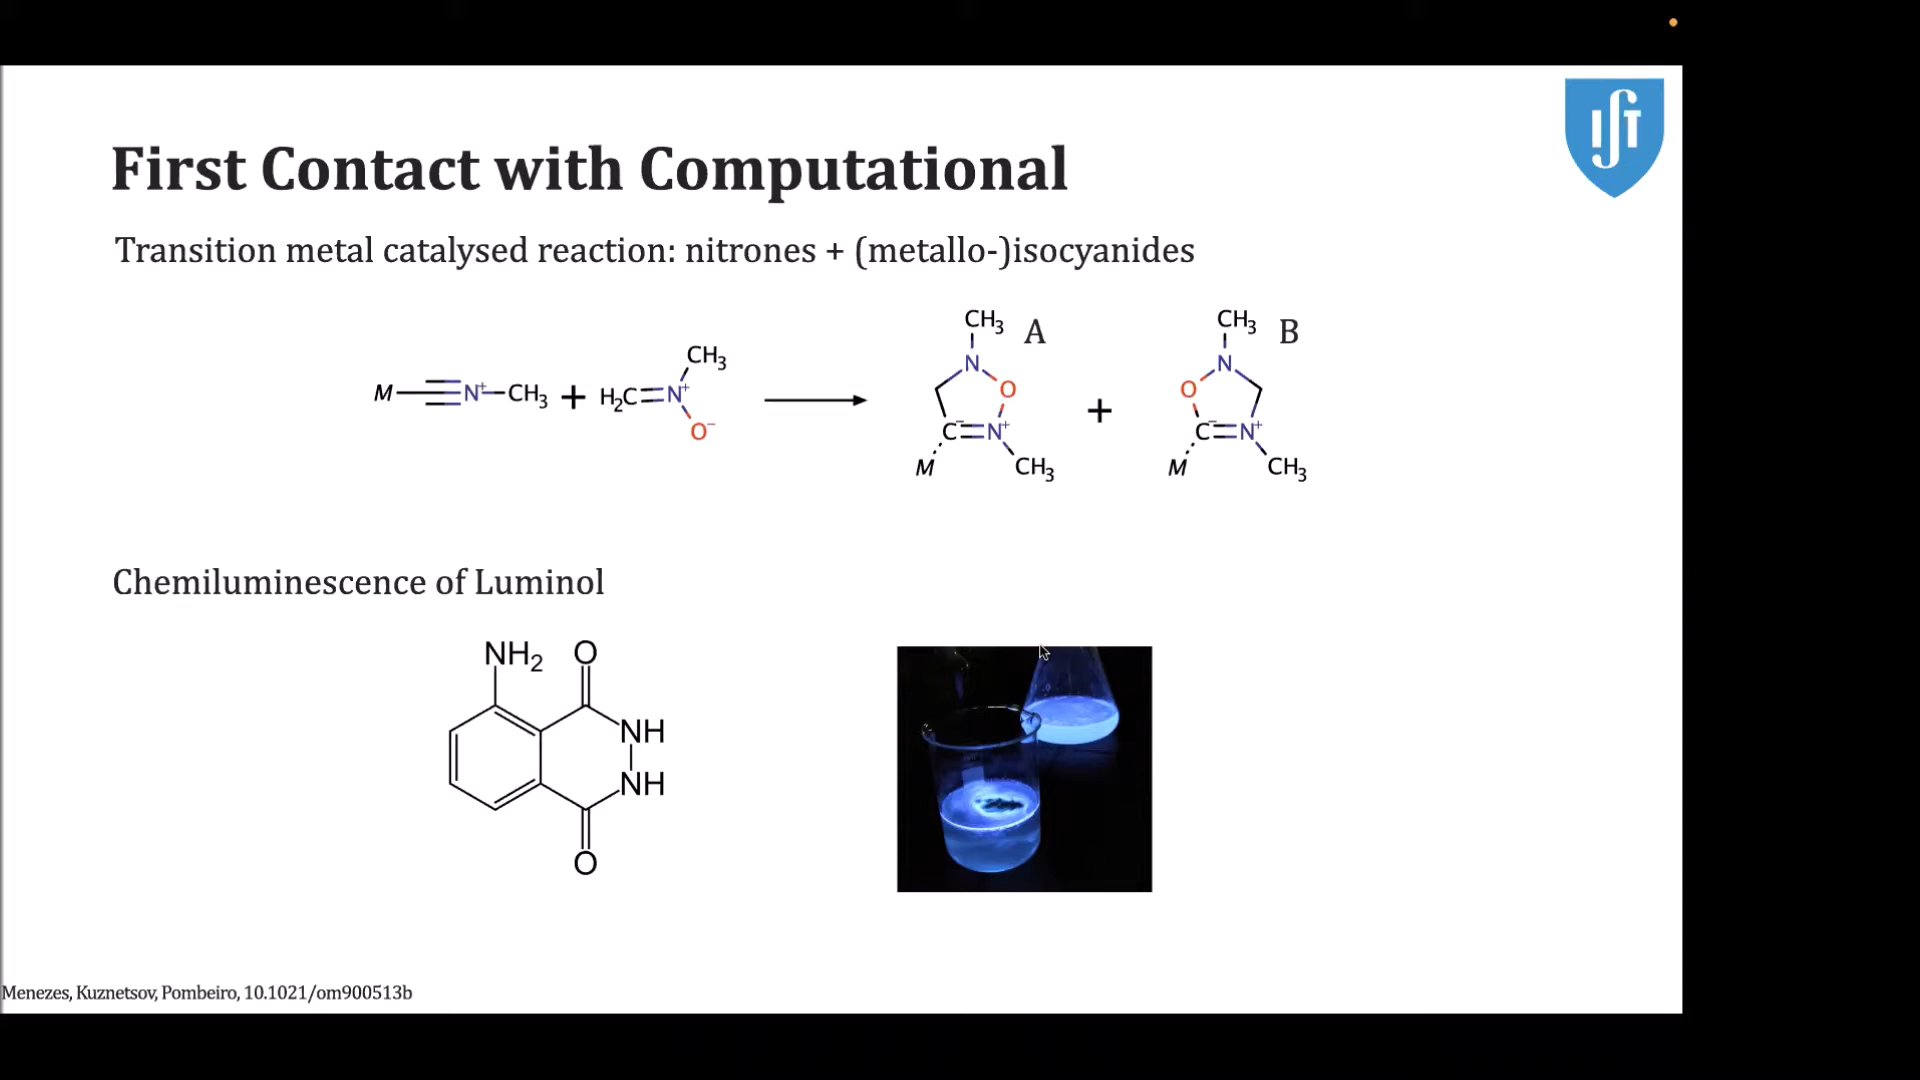 IST
First Contact with Computational
Transition metal catalysed reaction: nitrones + (metallo-)isocyanides
M N+ CH3 + H2C N+ CH3 O-
CH3 A
N
O
C- N+
M CH3
+
CH3 B
N
O
C- N+
M CH3
Chemiluminescence of Luminol
NH2 O
NH
NH
O
Menezes, Kuznetsov, Pombeiro, 10.1021/om900513b